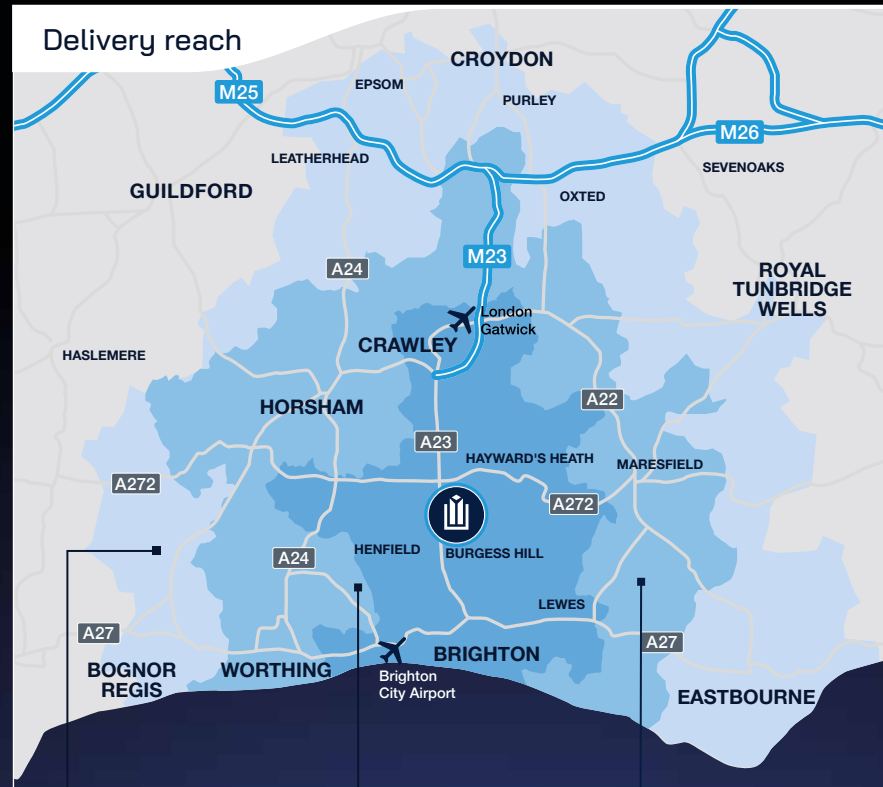 Delivery reach
CROYDON
EPSOM
M25
PURLEY
M26
LEATHERHEAD
SEVENOAKS
GUILDFORD
OXTED
M23
A24
ROYAL
TUNBRIDGE
WELLS
London
Gatwick
CRAWLEY
HASLEMERE
A22
HORSHAM
A23
HAYWARD'S HEATH
MARESFIELD
A272
A272
HENFIELD
BURGESS HILL
A24
LEWES
A27
A27
BRIGHTON
BOGNOR
REGIS
WORTHING
Brighton
City Airport
EASTBOURNE